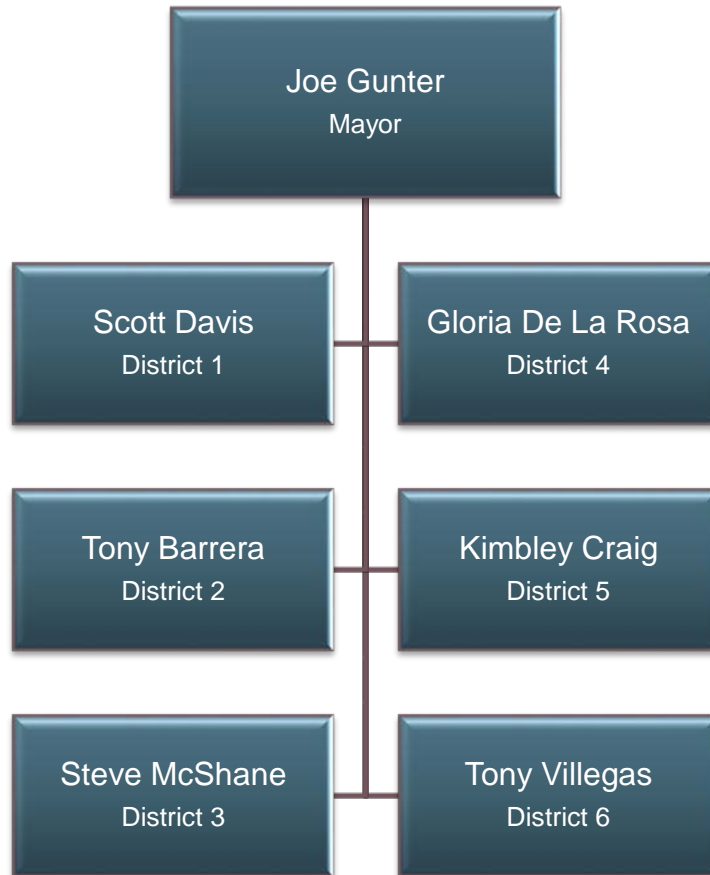 Joe Gunter
Mayor
Scott Davis
District 1
Gloria De La Rosa
District 4
Tony Barrera
District 2
Kimbley Craig
District 5
Steve McShane
District 3
Tony Villegas
District 6